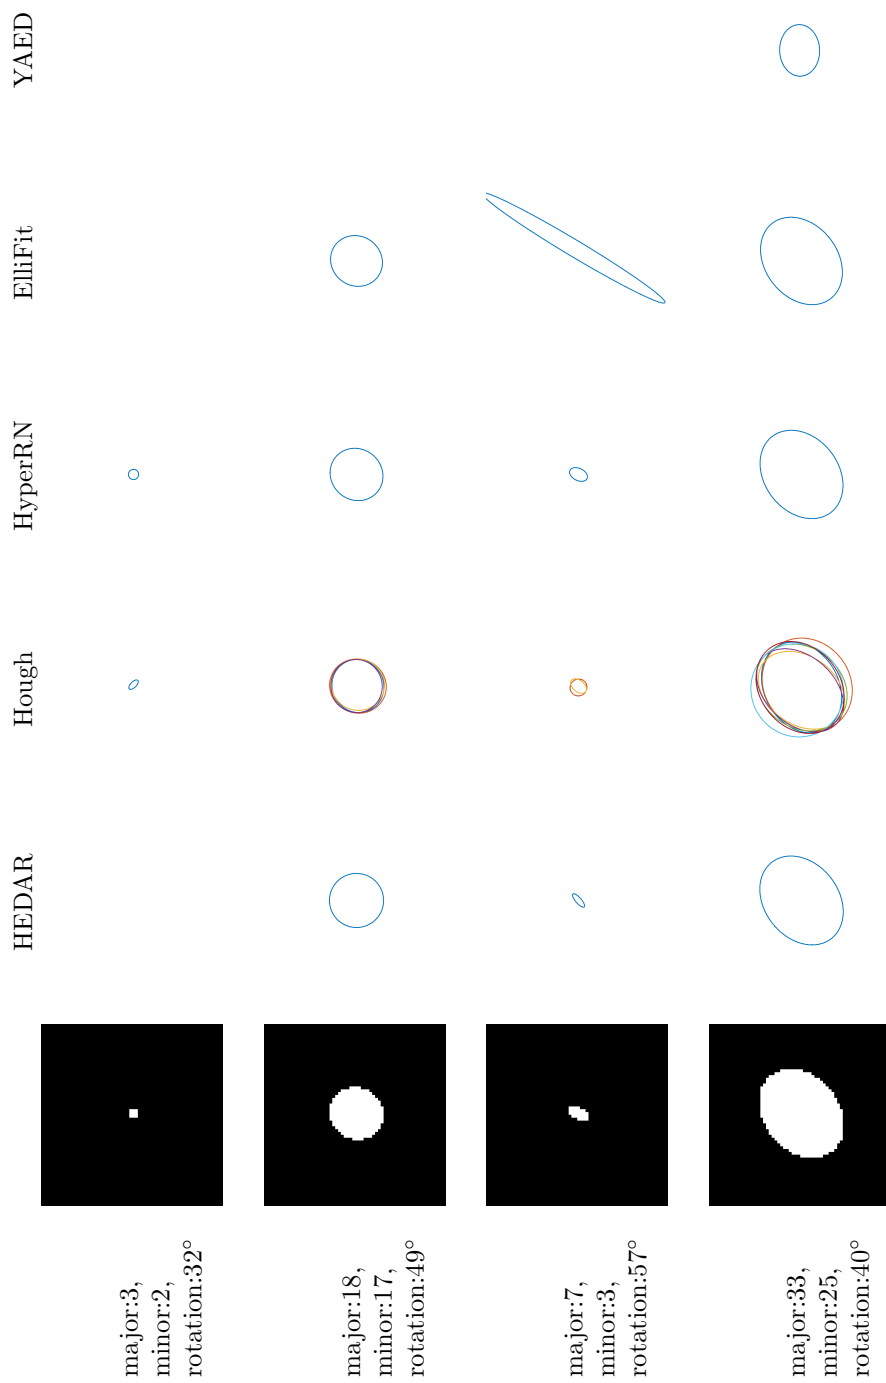 HEDAR
Hough
HyperRN
ElliFit
YAED
major:3,
minor:2,
rotation:32°
major:18,
minor:17,
rotation:49°
major:7,
minor:3,
rotation:57°
major:33,
minor:25,
rotation:40°